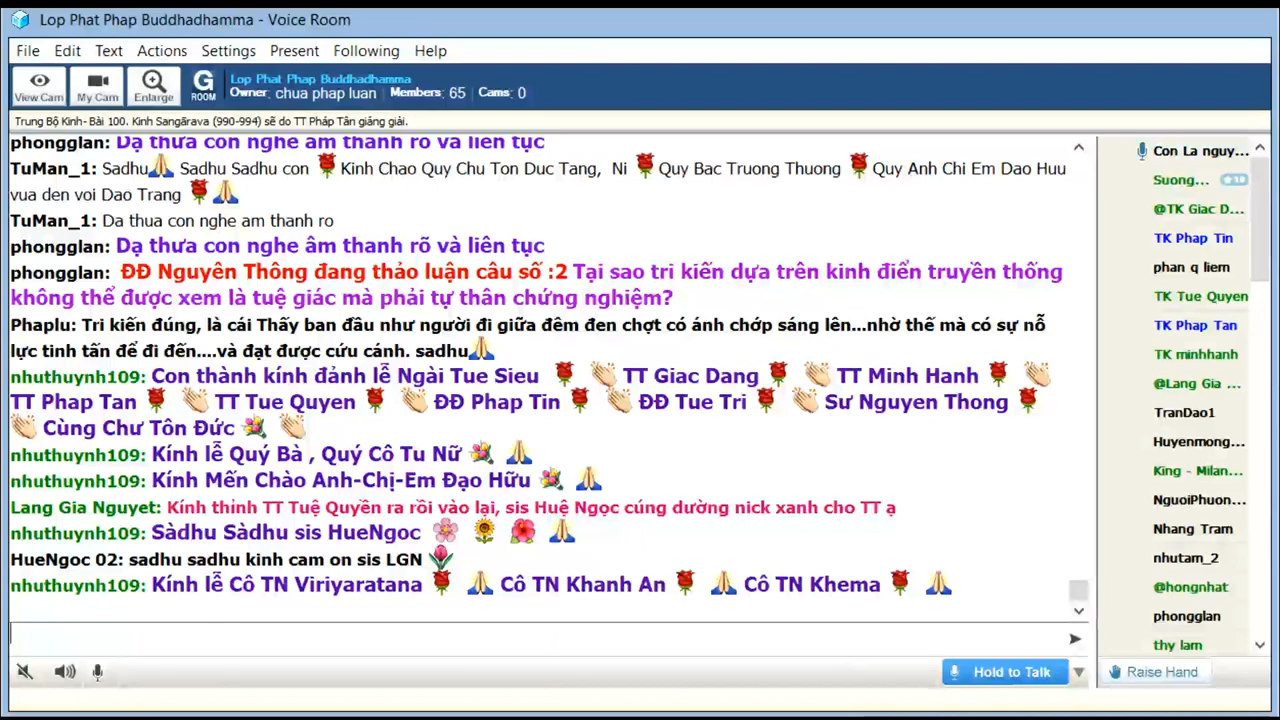 Lop Phat Phap Buddhadhamma - Voice Room
File Edit Text Actions Settings Present Following Help
View Cam My Cam Enlarge G ROOM
Lop Phat Phap Buddhadhamma
Owner: chua phap luan Members: 65 Cams: 0
Trung Bộ Kinh- Bài 100. Kinh Sangārava (990-994) sẽ do TT Pháp Tân giảng giải.
phongglan: Dạ thưa con nghe âm thanh rõ và liên tục
TuMan_1: Sadhu🙏 Sadhu Sadhu con 🌹Kinh Chao Quy Chu Ton Duc Tang, Ni 🌹Quy Bac Truong Thuong 🌹Quy Anh Chi Em Dao Huu
vua den voi Dao Trang 🌹🙏
TuMan_1: Da thua con nghe am thanh ro
phongglan: Dạ thưa con nghe âm thanh rõ và liên tục
phongglan: ĐĐ Nguyên Thông đang thảo luận câu số :2 Tại sao tri kiến dựa trên kinh điển truyền thống
không thể được xem là tuệ giác mà phải tự thân chứng nghiệm?
Phaplu: Tri kiến đúng, là cái Thấy ban đầu như người đi giữa đêm đen chợt có ánh chớp sáng lên...nhờ thế mà có sự nỗ
lực tinh tấn để đi đến....và đạt được cứu cánh. sadhu🙏
nhuthuynh109: Con thành kính đảnh lễ Ngài Tue Sieu 🌹 👏 TT Giac Dang 🌹 👏 TT Minh Hanh 🌹 👏
TT Phap Tan 🌹 👏 TT Tue Quyen 🌹 👏 ĐĐ Phap Tin 🌹 👏 ĐĐ Tue Tri 🌹 👏 Sư Nguyen Thong 🌹
👏 Cùng Chư Tôn Đức 💐 👏
nhuthuynh109: Kính lễ Quý Bà , Quý Cô Tu Nữ 💐 🙏
nhuthuynh109: Kính Mến Chào Anh-Chị-Em Đạo Hữu 💐 🙏
Lang Gia Nguyet: Kính thỉnh TT Tuệ Quyền ra rồi vào lại, sis Huệ Ngọc cúng dường nick xanh cho TT ạ
nhuthuynh109: Sàdhu Sàdhu sis HueNgoc 🌸 🌻 🌺 🙏
HueNgoc 02: sadhu sadhu kinh cam on sis LGN 🌷
nhuthuynh109: Kính lễ Cô TN Viriyaratana 🌹 🙏 Cô TN Khanh An 🌹 🙏 Cô TN Khema 🌹 🙏
Hold to Talk
Con La nguy...
Suong...
@TK Giac D...
TK Phap Tin
phan q liem
TK Tue Quyen
TK Phap Tan
TK minhhanh
@Lang Gia ...
TranDao1
Huyenmong...
King - Milan...
NguoiPhuon...
Nhang Tram
nhutam_2
@hongnhat
phongglan
thy lam
Raise Hand